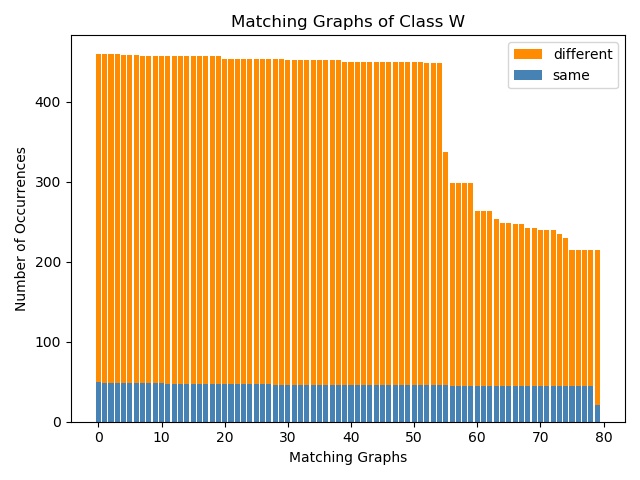 Matching Graphs of Class W
different
same
Number of Occurrences
400
300
200
100
0
0 10 20 30 40 50 60 70 80
Matching Graphs